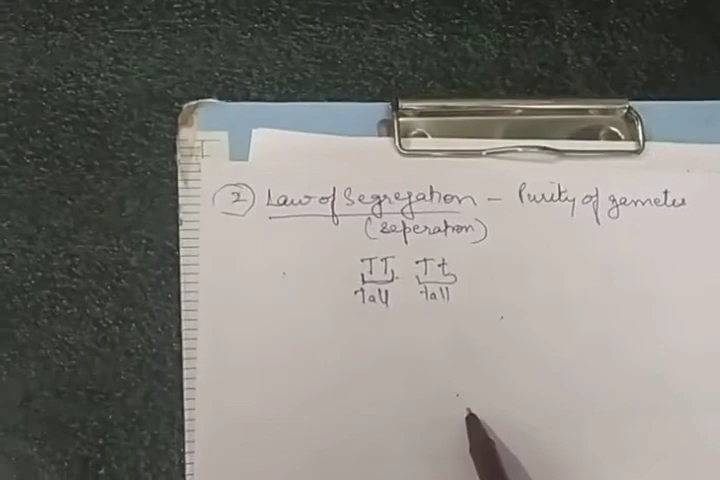 2 Law of Segregation - Purity of gametes
(seperation)
TT Tt
Tall Tall